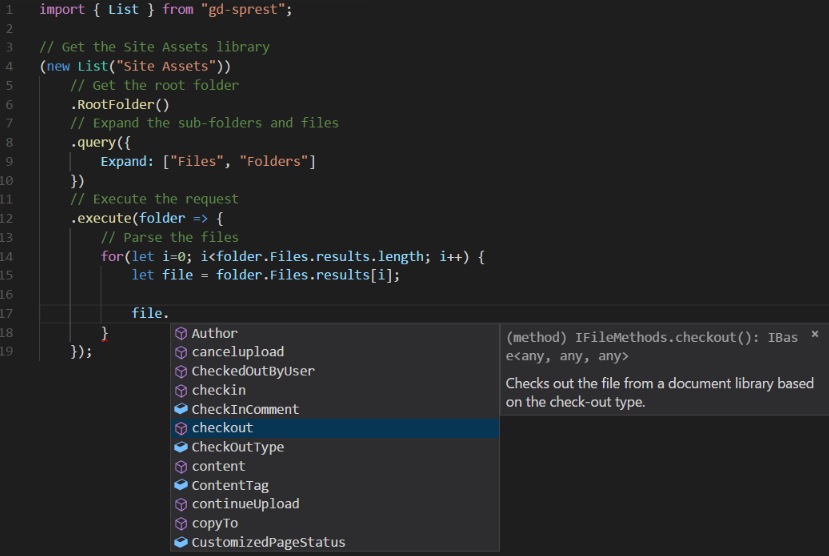 1 import { List } from "gd-sprest";
2
3 // Get the Site Assets library
4 (new List("Site Assets"))
5 // Get the root folder
6 .RootFolder()
7 // Expand the sub-folders and files
8 .query({
9 Expand: ["Files", "Folders"]
10 })
11 // Execute the request
12 .execute(folder => {
13 // Parse the files
14 for(let i=0; i<folder.Files.results.length; i++) {
15 let file = folder.Files.results[i];
16
17 file.
18 }
19 });
Author
cancelupload
CheckedOutByUser
checkin
CheckInComment
checkout
CheckOutType
content
ContentTag
continueUpload
copyTo
CustomizedPageStatus
(method) IFileMethods.checkout(): IBas
e<any, any, any>
Checks out the file from a document library based
on the check-out type.